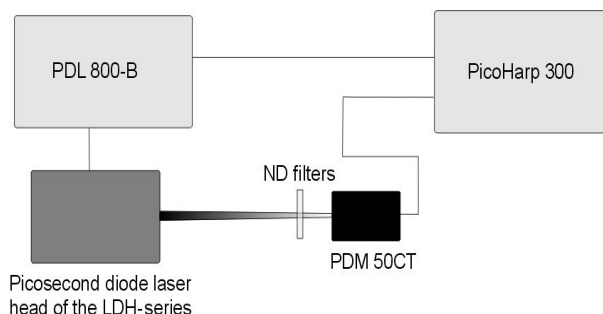 PDL 800-B
PicoHarp 300
ND filters
PDM 50CT
Picosecond diode laser
head of the LDH-series